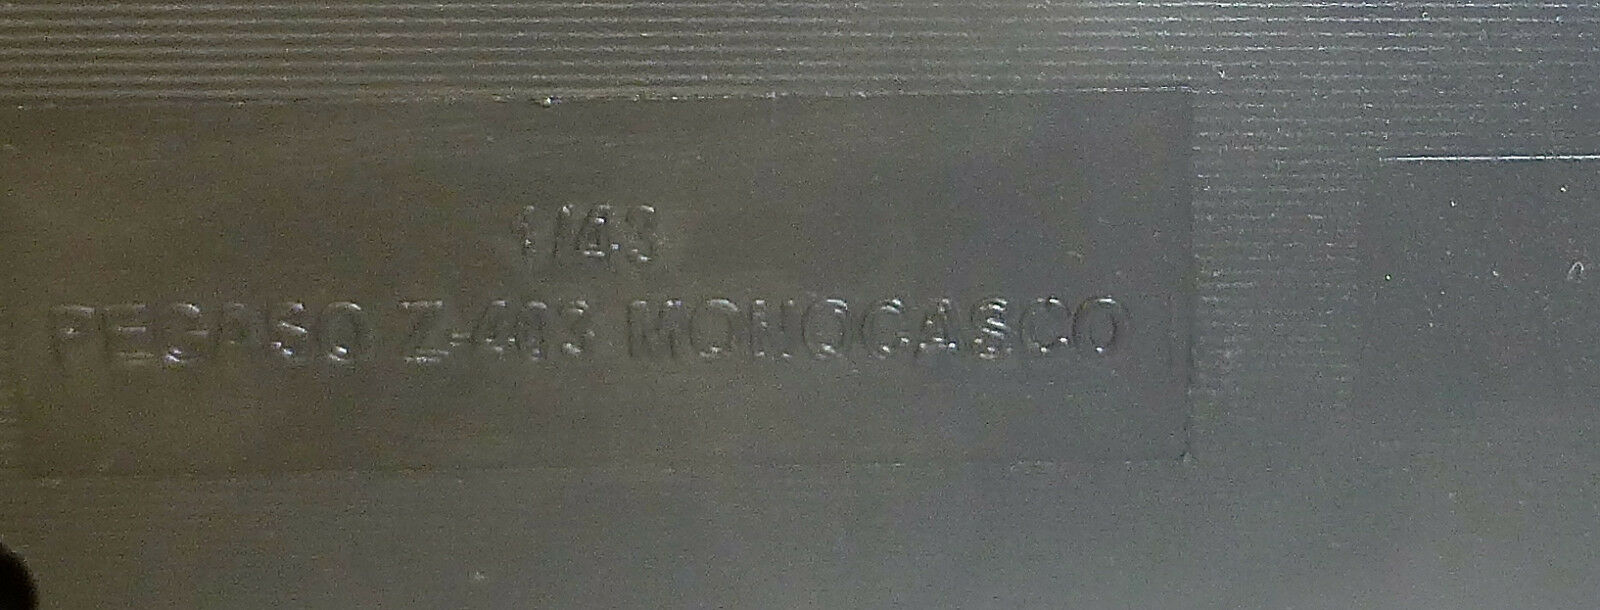 1/43
PEGASO Z-403 MONOCASCO